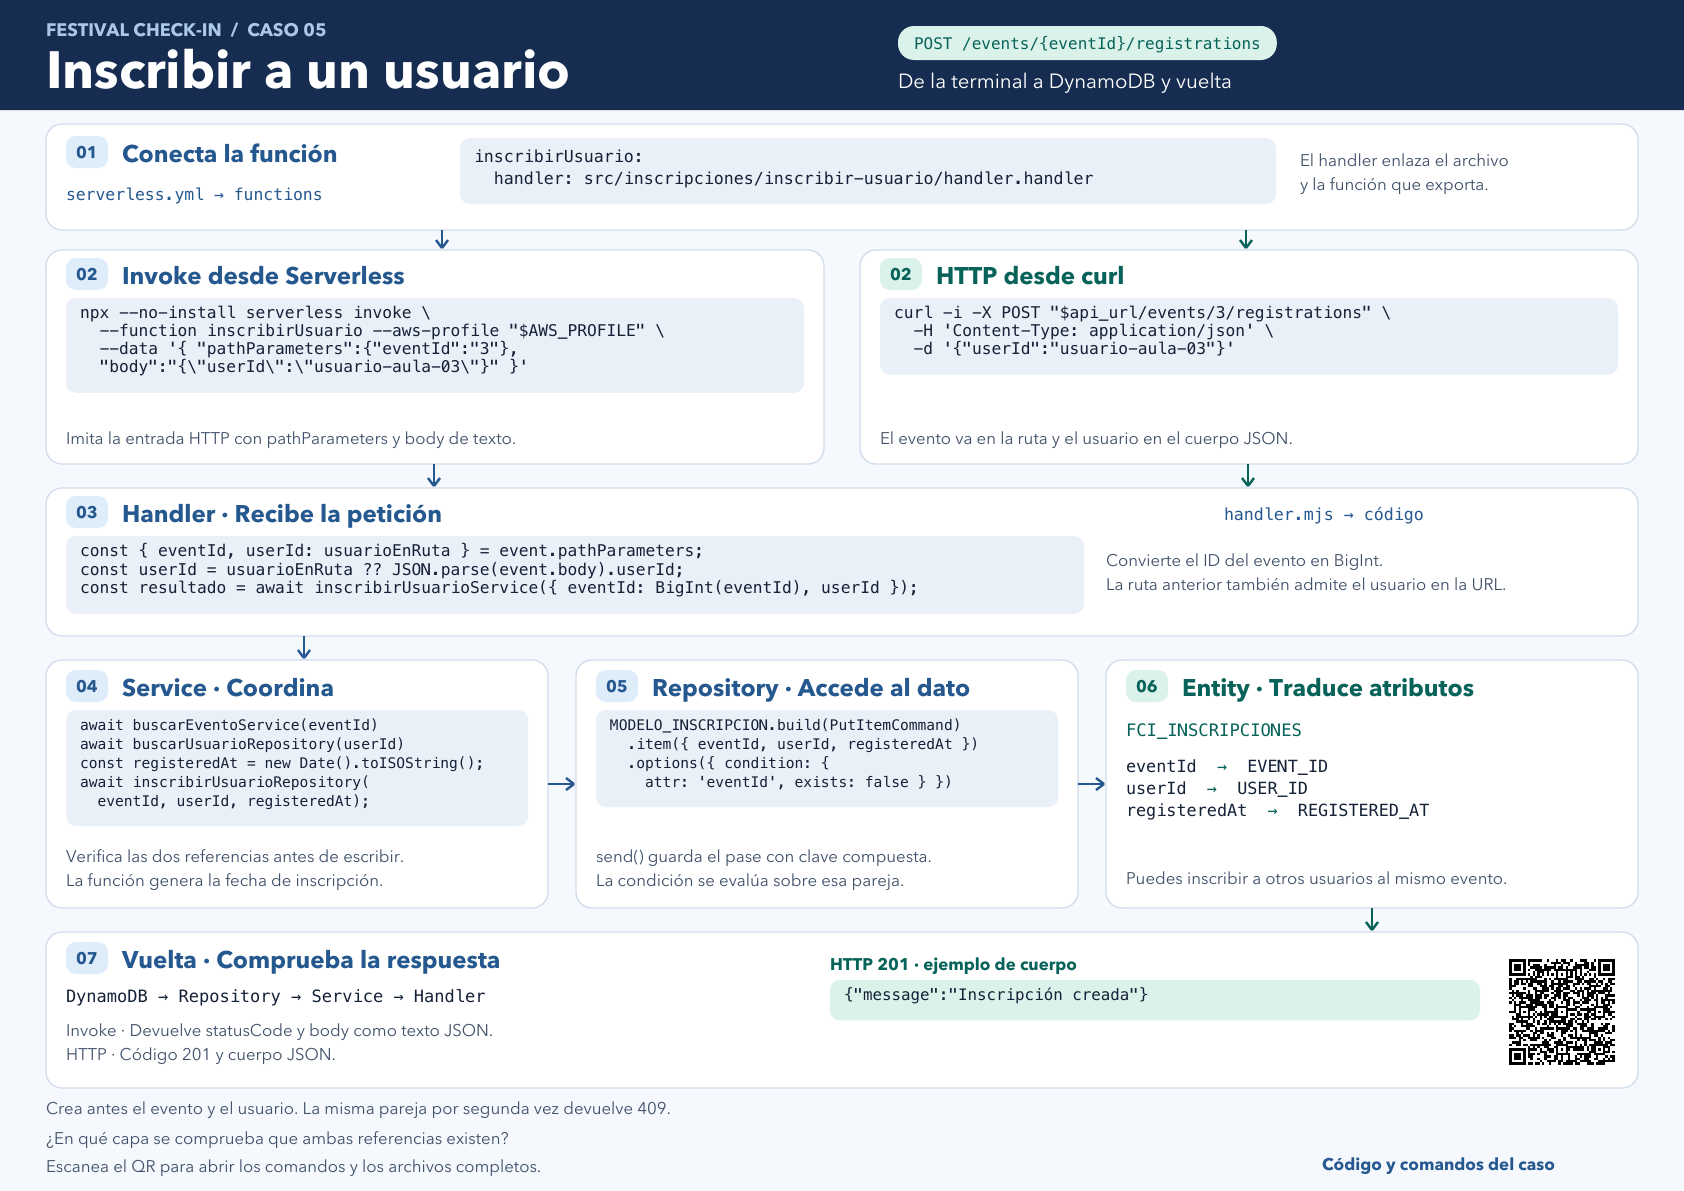 FESTIVAL CHECK-IN / CASO 05
Inscribir a un usuario
POST /events/{eventId}/registrations
De la terminal a DynamoDB y vuelta
01 Conecta la función
serverless.yml → functions
inscribirUsuario:
  handler: src/inscripciones/inscribir-usuario/handler.handler
El handler enlaza el archivo
y la función que exporta.
02 Invoke desde Serverless
npx --no-install serverless invoke \
  --function inscribirUsuario --aws-profile "$AWS_PROFILE" \
  --data '{ "pathParameters":{"eventId":"3"},
  "body":"{\"userId\":\"usuario-aula-03\"}" }'
Imita la entrada HTTP con pathParameters y body de texto.
02 HTTP desde curl
curl -i -X POST "$api_url/events/3/registrations" \
  -H 'Content-Type: application/json' \
  -d '{"userId":"usuario-aula-03"}'
El evento va en la ruta y el usuario en el cuerpo JSON.
03 Handler · Recibe la petición
handler.mjs → código
const { eventId, userId: usuarioEnRuta } = event.pathParameters;
const userId = usuarioEnRuta ?? JSON.parse(event.body).userId;
const resultado = await inscribirUsuarioService({ eventId: BigInt(eventId), userId });
Convierte el ID del evento en BigInt.
La ruta anterior también admite el usuario en la URL.
04 Service · Coordina
await buscarEventoService(eventId)
await buscarUsuarioRepository(userId)
const registeredAt = new Date().toISOString();
await inscribirUsuarioRepository(
  eventId, userId, registeredAt);
Verifica las dos referencias antes de escribir.
La función genera la fecha de inscripción.
05 Repository · Accede al dato
MODELO_INSCRIPCION.build(PutItemCommand)
  .item({ eventId, userId, registeredAt })
  .options({ condition: {
    attr: 'eventId', exists: false } })
send() guarda el pase con clave compuesta.
La condición se evalúa sobre esa pareja.
06 Entity · Traduce atributos
FCI_INSCRIPCIONES
eventId → EVENT_ID
userId → USER_ID
registeredAt → REGISTERED_AT
Puedes inscribir a otros usuarios al mismo evento.
07 Vuelta · Comprueba la respuesta
DynamoDB → Repository → Service → Handler
Invoke · Devuelve statusCode y body como texto JSON.
HTTP · Código 201 y cuerpo JSON.
HTTP 201 · ejemplo de cuerpo
{"message":"Inscripción creada"}
Crea antes el evento y el usuario. La misma pareja por segunda vez devuelve 409.
¿En qué capa se comprueba que ambas referencias existen?
Escanea el QR para abrir los comandos y los archivos completos.
Código y comandos del caso